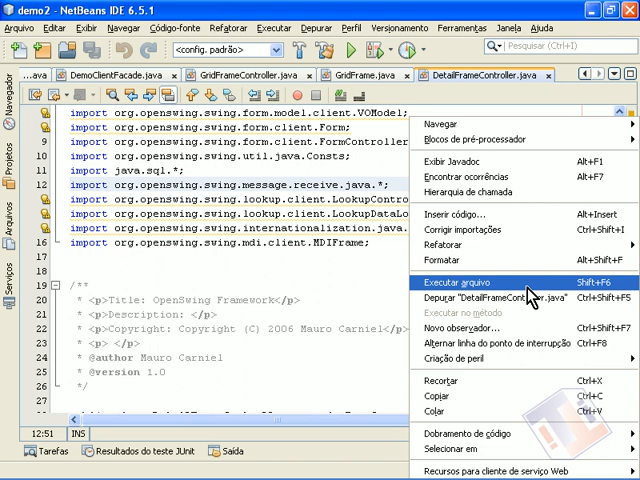 demo2 - NetBeans IDE 6.5.1
Arquivo Editar Exibir Navegar Código-fonte Refatorar Executar Depurar Perfil Versionamento Ferramentas Janela Ajuda
<config. padrão> Pesquisar (Ctrl+I)
...ava DemoClientFacade.java GridFrameController.java GridFrame.java DetailFrameController.java
Navegador
Projetos
Arquivos
Serviços
import org.openswing.swing.form.model.client.VOModel;
import org.openswing.swing.form.client.Form;
9 import org.openswing.swing.form.client.FormController
10 import org.openswing.swing.util.java.Consts;
11 import java.sql.*;
12 import org.openswing.swing.message.receive.java.*;
import org.openswing.swing.lookup.client.LookupContro
import org.openswing.swing.lookup.client.LookupDataLo
import org.openswing.swing.internationalization.java.
16 import org.openswing.swing.mdi.client.MDIFrame;
17
18
19 /**
20 * <p>Title: OpenSwing Framework</p>
21 * <p>Description: </p>
22 * <p>Copyright: Copyright (C) 2006 Mauro Carniel</p>
23 * <p> </p>
24 * @author Mauro Carniel
25 * @version 1.0
26 */
27
12:51 INS
Tarefas Resultados do teste JUnit Saída
Navegar
Blocos de pré-processador
Exibir Javadoc Alt+F1
Encontrar ocorrências Alt+F7
Hierarquia de chamada
Inserir código... Alt+Insert
Corrigir importações Ctrl+Shift+I
Refatorar
Formatar Alt+Shift+F
Executar arquivo Shift+F6
Depurar "DetailFrameController.java" Ctrl+Shift+F5
Executar no método
Novo observador... Ctrl+Shift+F7
Alternar linha do ponto de interrupção Ctrl+F8
Criação de perfil
Recortar Ctrl+X
Copiar Ctrl+C
Colar Ctrl+V
Dobramento de código
Selecionar em
Recursos para cliente de serviço Web